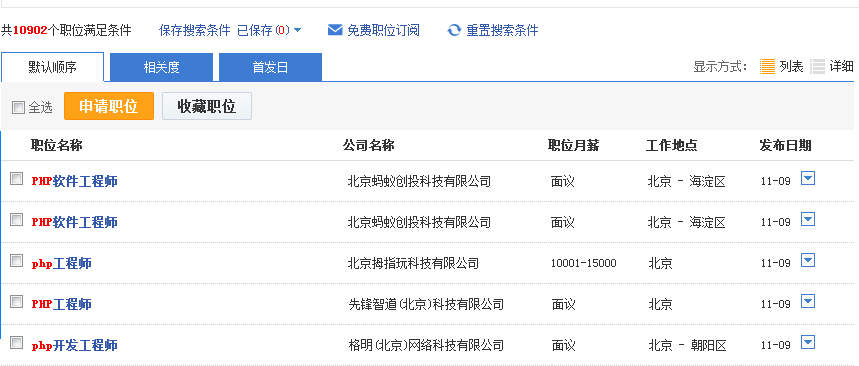 共10902个职位满足条件 保存搜索条件 已保存(0) 免费职位订阅 重置搜索条件
默认顺序 相关度 首发日 显示方式： 列表 详细
全选 申请职位 收藏职位
职位名称 公司名称 职位月薪 工作地点 发布日期
PHP软件工程师 北京蚂蚁创投科技有限公司 面议 北京 - 海淀区 11-09
PHP软件工程师 北京蚂蚁创投科技有限公司 面议 北京 - 海淀区 11-09
php工程师 北京拇指玩科技有限公司 10001-15000 北京 11-09
PHP工程师 先锋智道(北京)科技有限公司 面议 北京 11-09
php开发工程师 格明(北京)网络科技有限公司 面议 北京 - 朝阳区 11-09